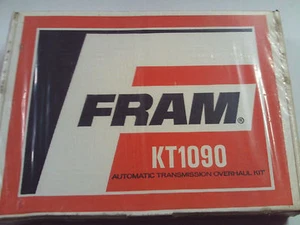 FRAM®
KT1090
AUTOMATIC TRANSMISSION OVERHAUL KIT